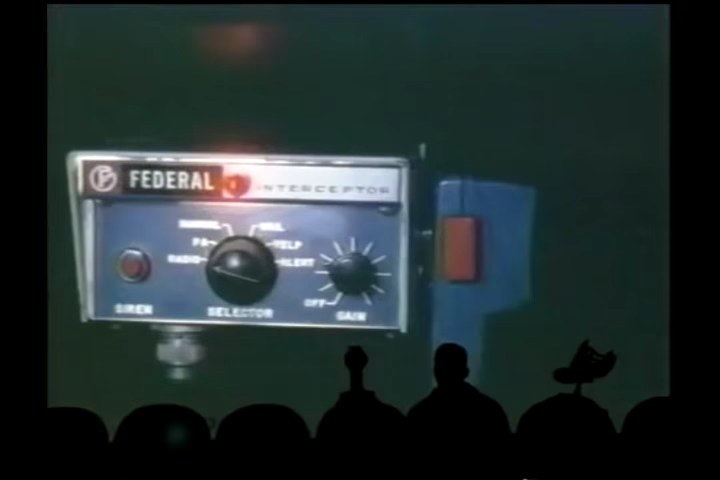 FEDERAL INTERCEPTOR
MANUAL WAIL
PA YELP
RADIO ALERT
OFF
SIREN SELECTOR GAIN